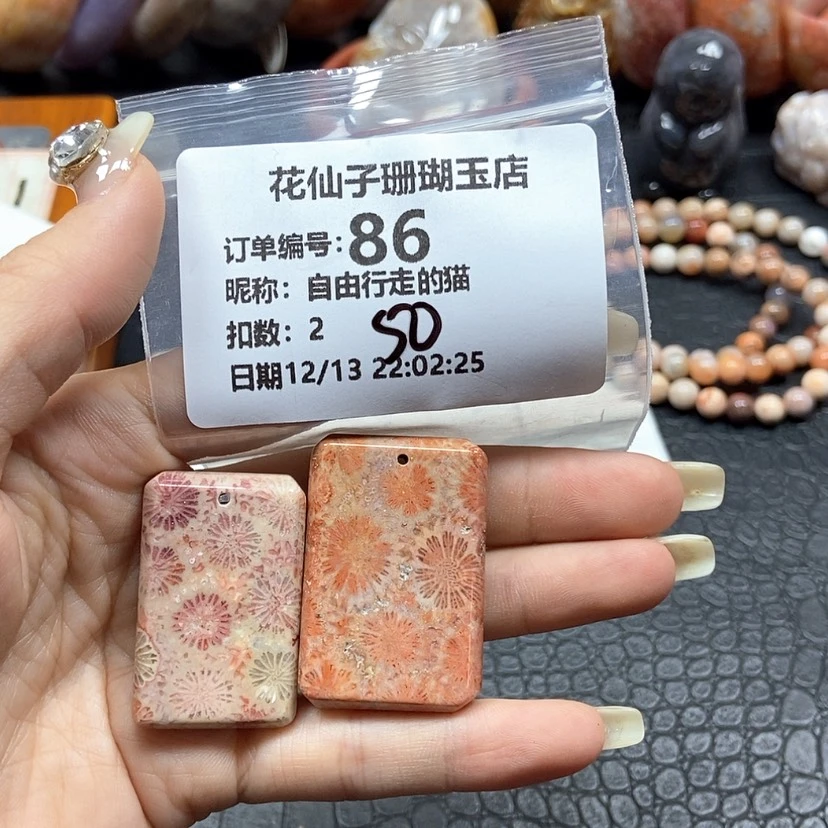 花仙子珊瑚玉店
订单编号:86
昵称：自由行走的猫
扣数：2 50
日期12/13 22:02:25